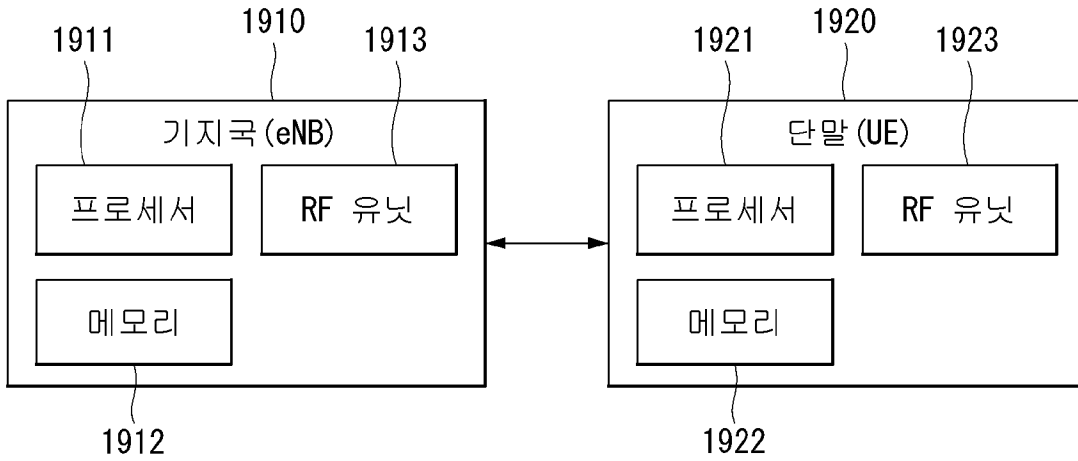 1910
1920
1911
1913
1921
1923
기지국(eNB)
단말(UE)
프로세서
RF 유닛
프로세서
RF 유닛
메모리
메모리
1912
1922